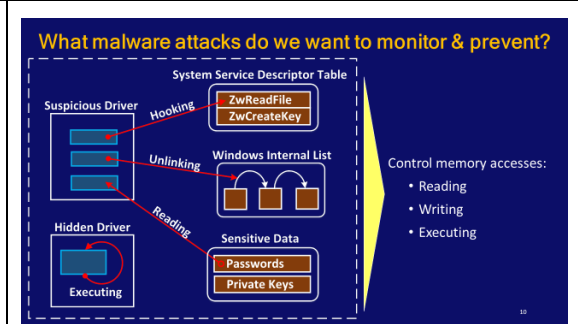 What malware attacks do we want to monitor & prevent?
System Service Descriptor Table
ZwReadFile
ZwCreateKey
Suspicious Driver
Hooking
Unlinking
Windows Internal List
Reading
Hidden Driver
Executing
Sensitive Data
Passwords
Private Keys
Control memory accesses:
• Reading
• Writing
• Executing
10